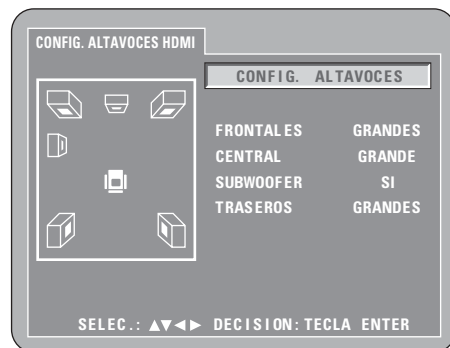 CONFIG. ALTAVOCES HDMI
CONFIG. ALTAVOCES
FRONTALES GRANDES
CENTRAL GRANDE
SUBWOOFER SI
TRASEROS GRANDES
SELEC.: ▲▼◄► DECISION: TECLA ENTER